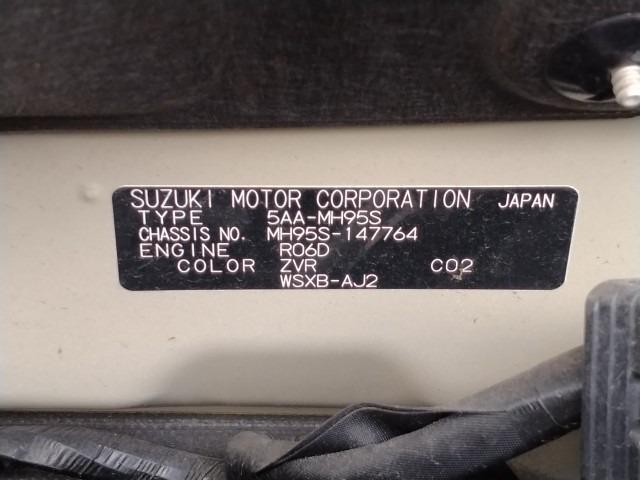 SUZUKI MOTOR CORPORATION JAPAN
TYPE 5AA-MH95S
CHASSIS NO. MH95S-147764
ENGINE R06D
COLOR ZVR C02
WSXB-AJ2